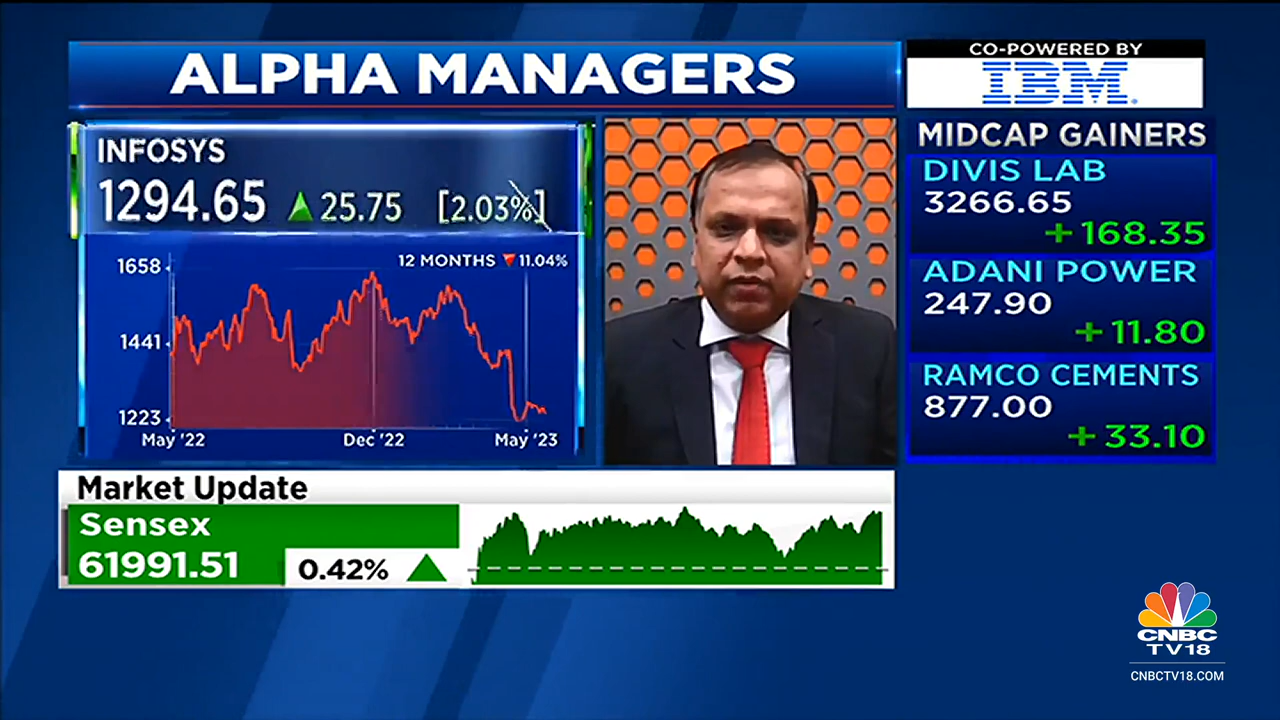 ALPHA MANAGERS
CO-POWERED BY
IBM
INFOSYS
1294.65 ▲ 25.75 [2.03%]
12 MONTHS ▼ 11.04%
1658
1441
1223
May '22 Dec '22 May '23
MIDCAP GAINERS
DIVIS LAB
3266.65
+ 168.35
ADANI POWER
247.90
+ 11.80
RAMCO CEMENTS
877.00
+ 33.10
Market Update
Sensex
61991.51 0.42% ▲
CNBC
TV18
CNBCTV18.COM